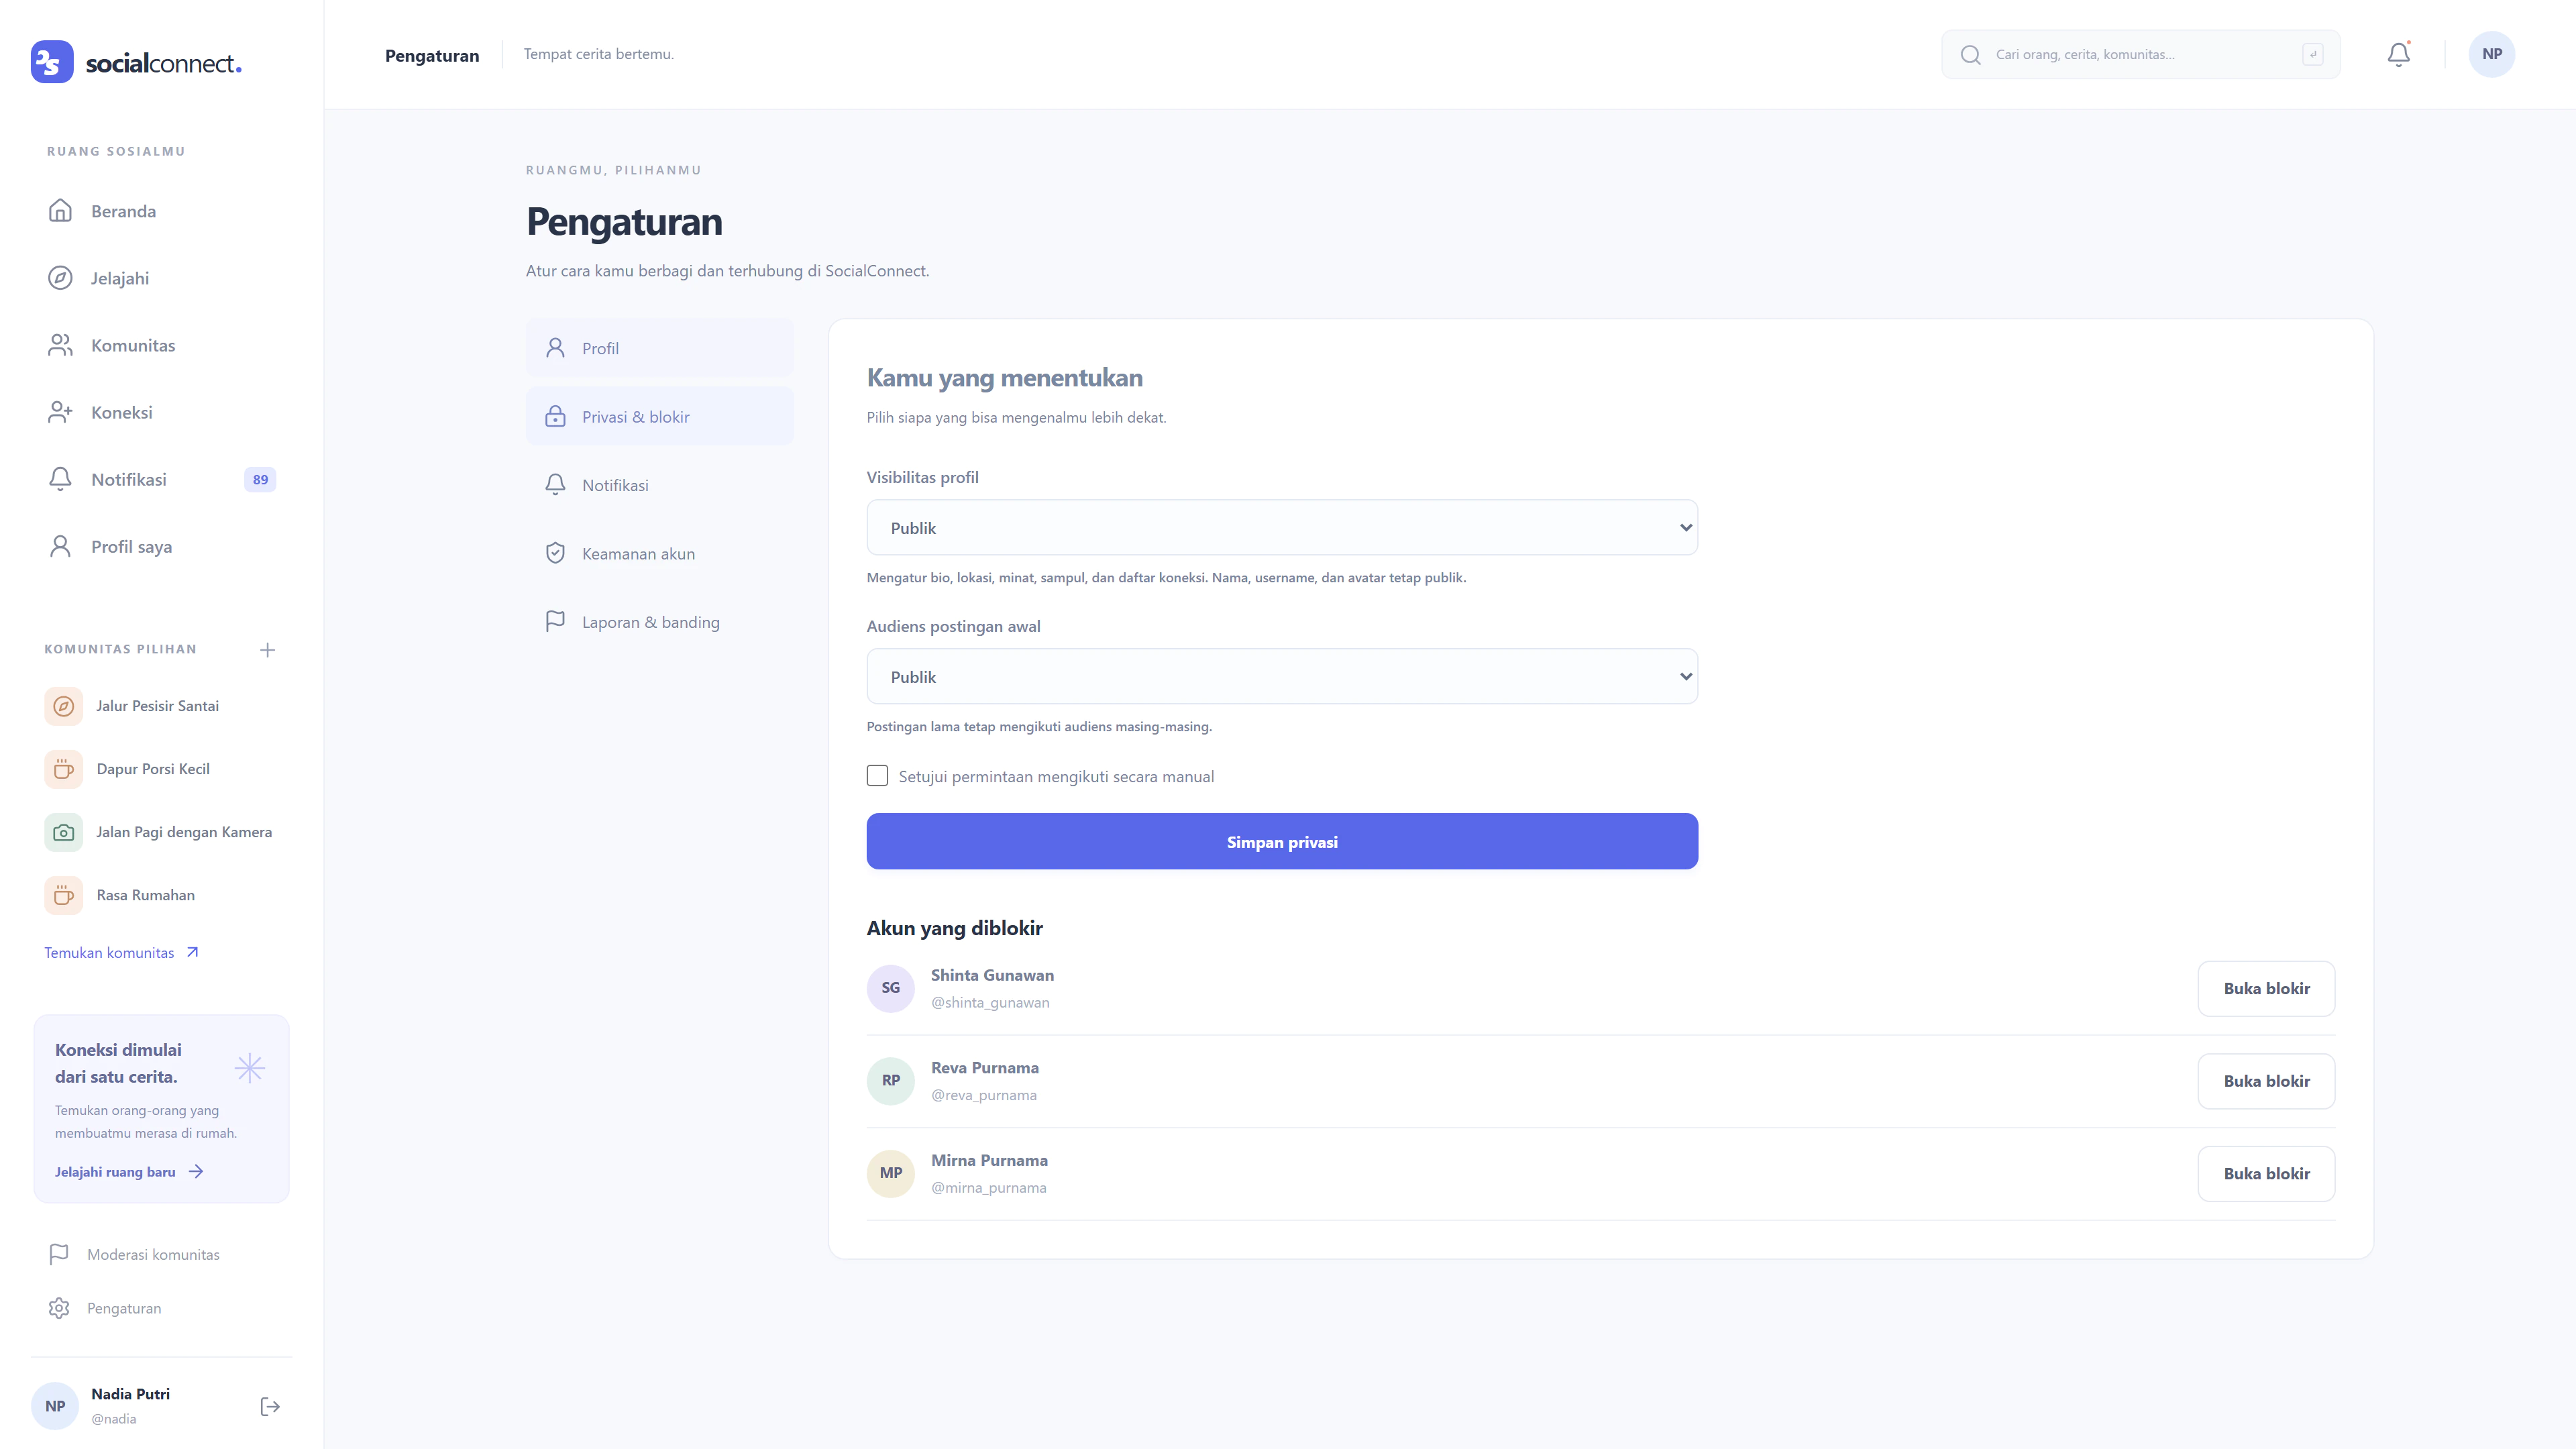 socialconnect.
RUANG SOSIALMU
Beranda
Jelajahi
Komunitas
Koneksi
Notifikasi
89
Profil saya
KOMUNITAS PILIHAN
Jalur Pesisir Santai
Dapur Porsi Kecil
Jalan Pagi dengan Kamera
Rasa Rumahan
Temukan komunitas
Koneksi dimulai
dari satu cerita.
Temukan orang-orang yang
membuatmu merasa di rumah.
Jelajahi ruang baru
Moderasi komunitas
Pengaturan
NP
Nadia Putri
@nadia
Pengaturan
Tempat cerita bertemu.
Cari orang, cerita, komunitas...
NP
RUANGMU, PILIHANMU
Pengaturan
Atur cara kamu berbagi dan terhubung di SocialConnect.
Profil
Privasi & blokir
Notifikasi
Keamanan akun
Laporan & banding
Kamu yang menentukan
Pilih siapa yang bisa mengenalmu lebih dekat.
Visibilitas profil
Publik
Mengatur bio, lokasi, minat, sampul, dan daftar koneksi. Nama, username, dan avatar tetap publik.
Audiens postingan awal
Publik
Postingan lama tetap mengikuti audiens masing-masing.
Setujui permintaan mengikuti secara manual
Simpan privasi
Akun yang diblokir
SG
Shinta Gunawan
@shinta_gunawan
Buka blokir
RP
Reva Purnama
@reva_purnama
Buka blokir
MP
Mirna Purnama
@mirna_purnama
Buka blokir